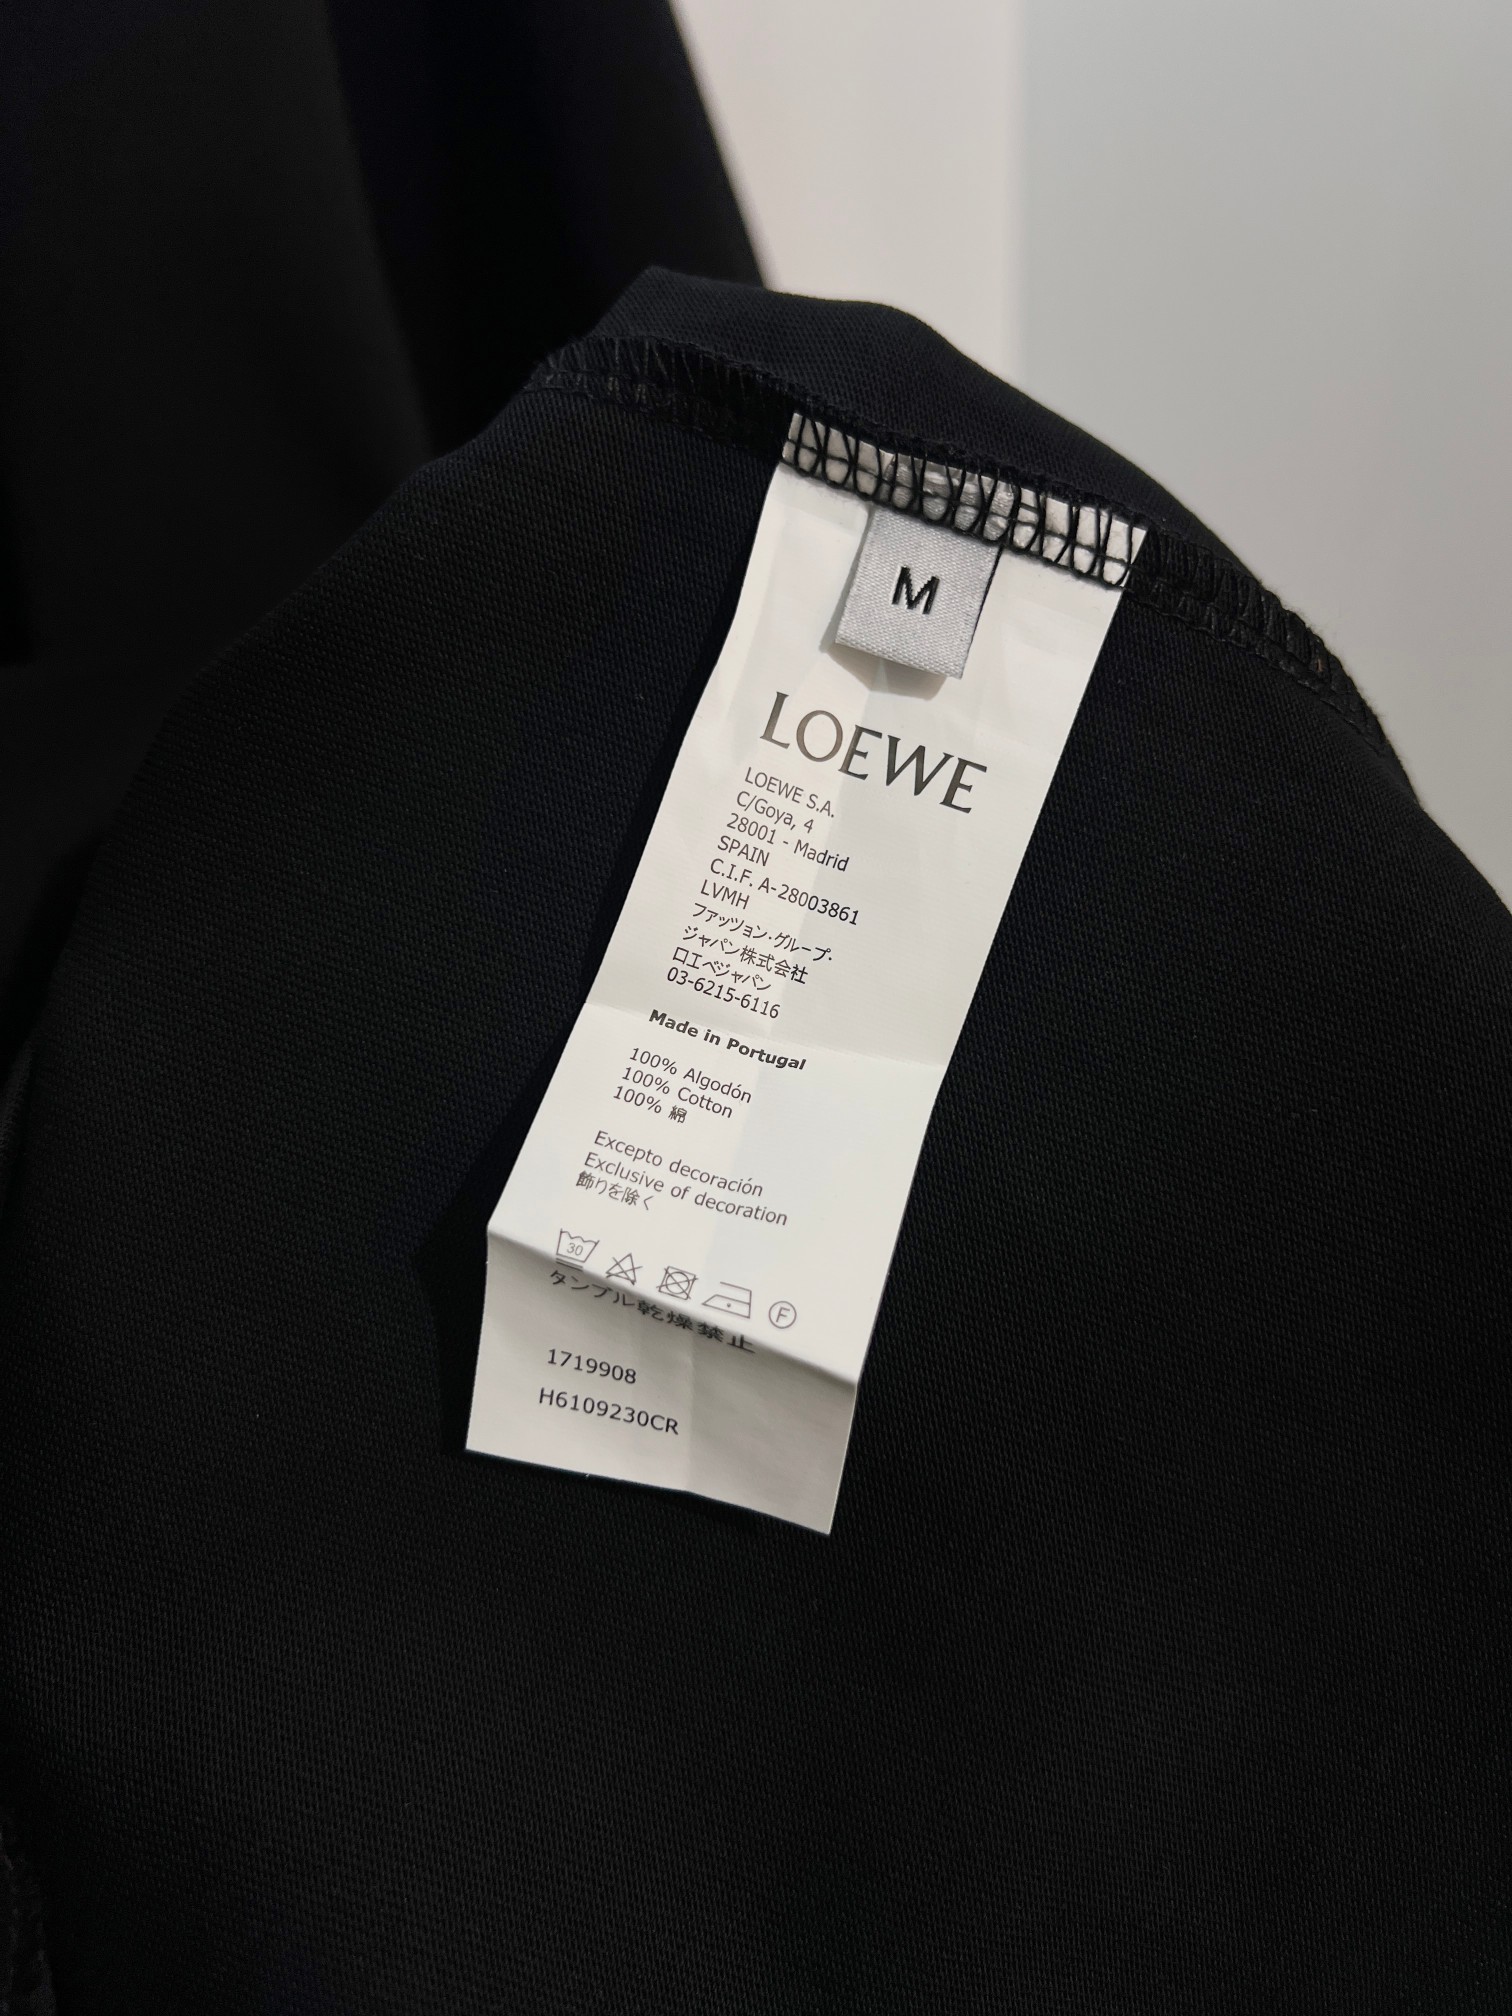 M
LOEWE
LOEWE S.A.
C/Goya, 4
28001 - Madrid
SPAIN
C.I.F. A-28003861
LVMH
ファッツョン・グループ・
ジャパン株式会社
ロエベジャパン
03-6215-6116
Made in Portugal
100% Algodón
100% Cotton
100% 綿
Excepto decoración
Exclusive of decoration
飾りを除く
30
F
タンブル乾燥禁止
1719908
H6109230CR